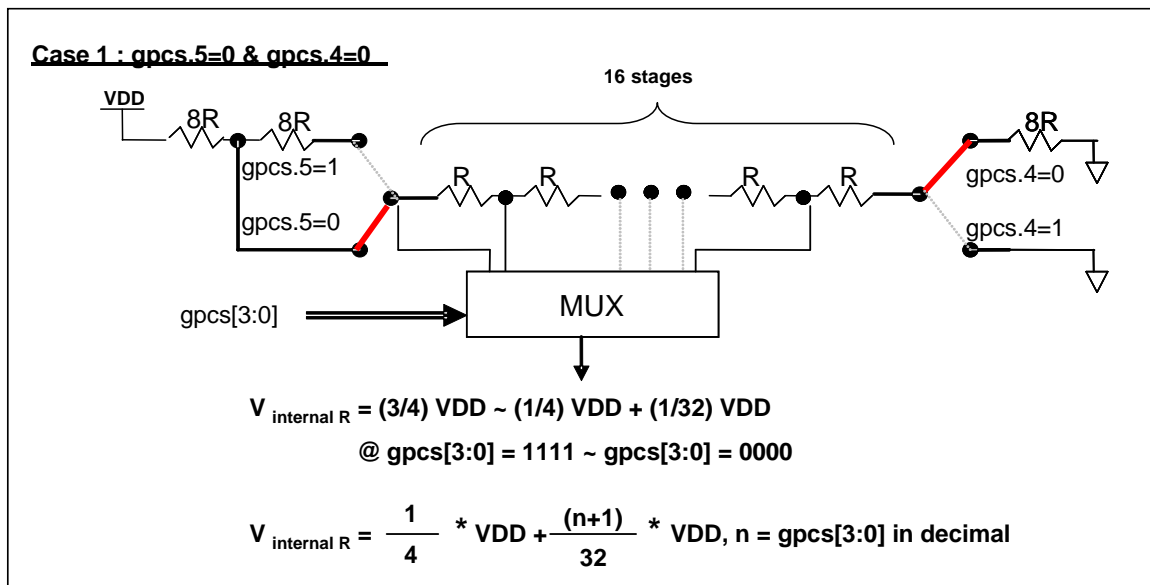 Case 1 : gpcs.5=0 & gpcs.4=0
16 stages
VDD
8R 8R 8R
gpcs.5=1
R R R R
gpcs.4=0
gpcs.5=0
gpcs.4=1
MUX
gpcs[3:0]
V internal R = (3/4) VDD ~ (1/4) VDD + (1/32) VDD
@ gpcs[3:0] = 1111 ~ gpcs[3:0] = 0000
V internal R = 1/4 * VDD + (n+1)/32 * VDD, n = gpcs[3:0] in decimal